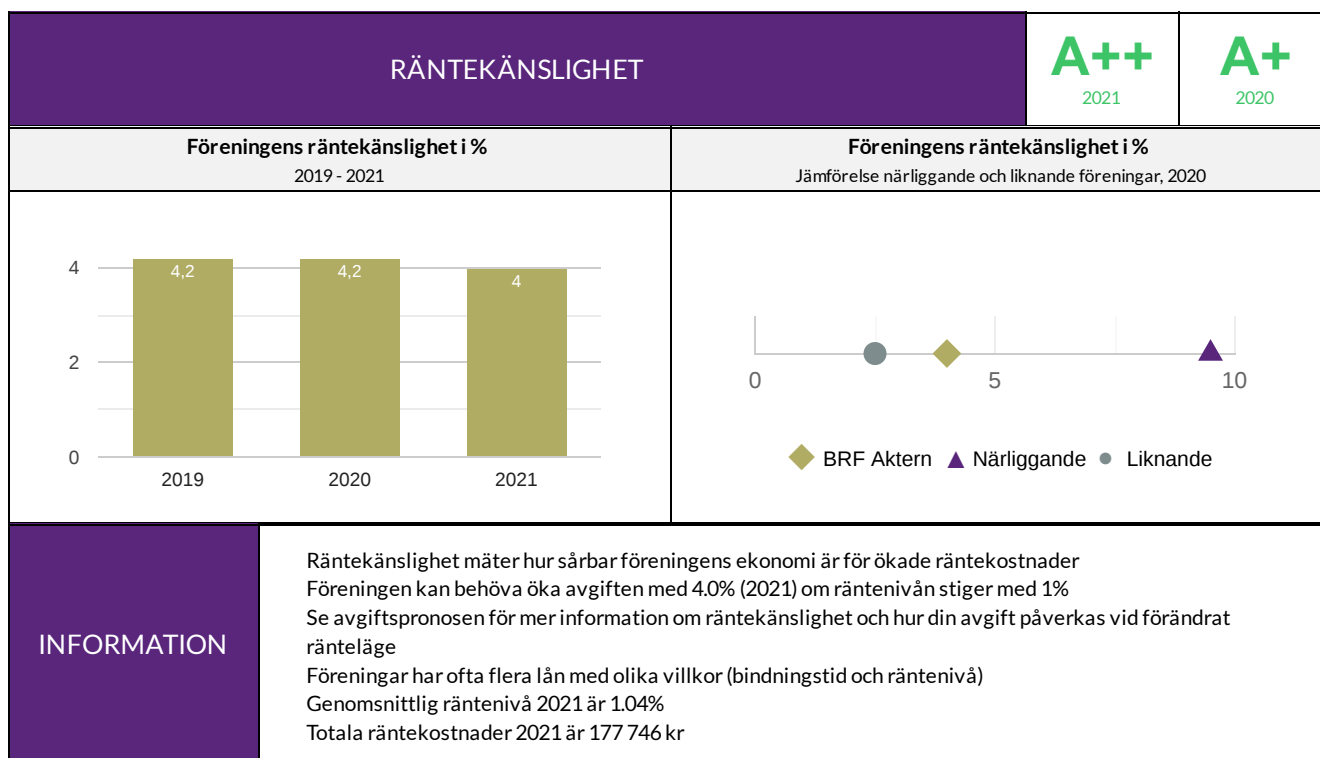 RÄNTEKÄNSLIGHET
A++
2021
A+
2020
Föreningens räntekänslighet i %
2019 - 2021
Föreningens räntekänslighet i %
Jämförelse närliggande och liknande föreningar, 2020
4
2
0
4,2
4,2
4
2019
2020
2021
0
5
10
BRF Aktern
Närliggande
Liknande
INFORMATION
Räntekänslighet mäter hur sårbar föreningens ekonomi är för ökade räntekostnader
Föreningen kan behöva öka avgiften med 4.0% (2021) om räntenivån stiger med 1%
Se avgiftspronosen för mer information om räntekänslighet och hur din avgift påverkas vid förändrat
ränteläge
Föreningar har ofta flera lån med olika villkor (bindningstid och räntenivå)
Genomsnittlig räntenivå 2021 är 1.04%
Totala räntekostnader 2021 är 177 746 kr